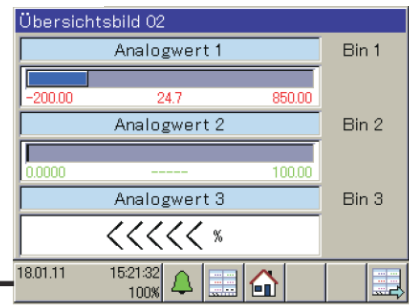 Übersichtsbild 02
Analogwert 1 Bin 1
-200.00 24.7 850.00
Analogwert 2 Bin 2
0.0000 ----- 100.00
Analogwert 3 Bin 3
<<<<< %
18.01.11 15:21:32
100%